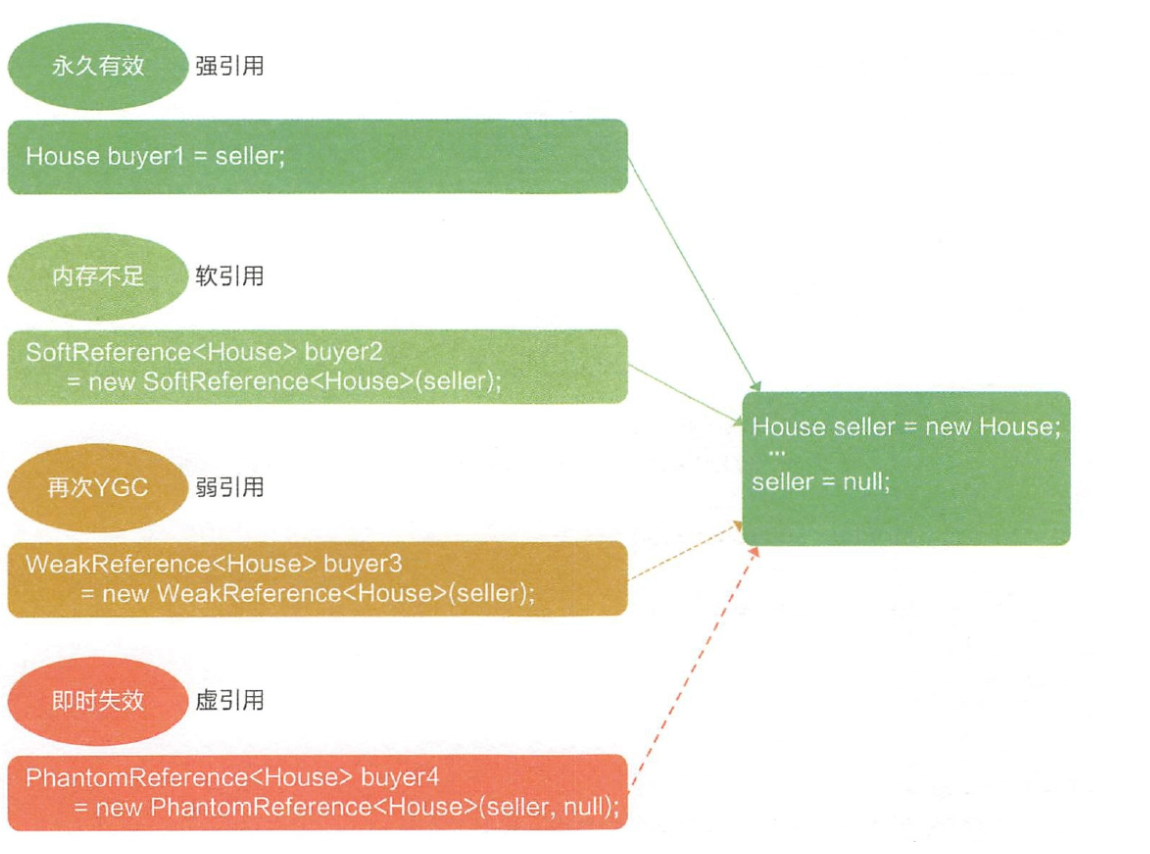 永久有效 强引用
House buyer1 = seller;
内存不足 软引用
SoftReference<House> buyer2
= new SoftReference<House>(seller);
House seller = new House;
...
seller = null;
再次YGC 弱引用
WeakReference<House> buyer3
= new WeakReference<House>(seller);
即时失效 虚引用
PhantomReference<House> buyer4
= new PhantomReference<House>(seller, null);